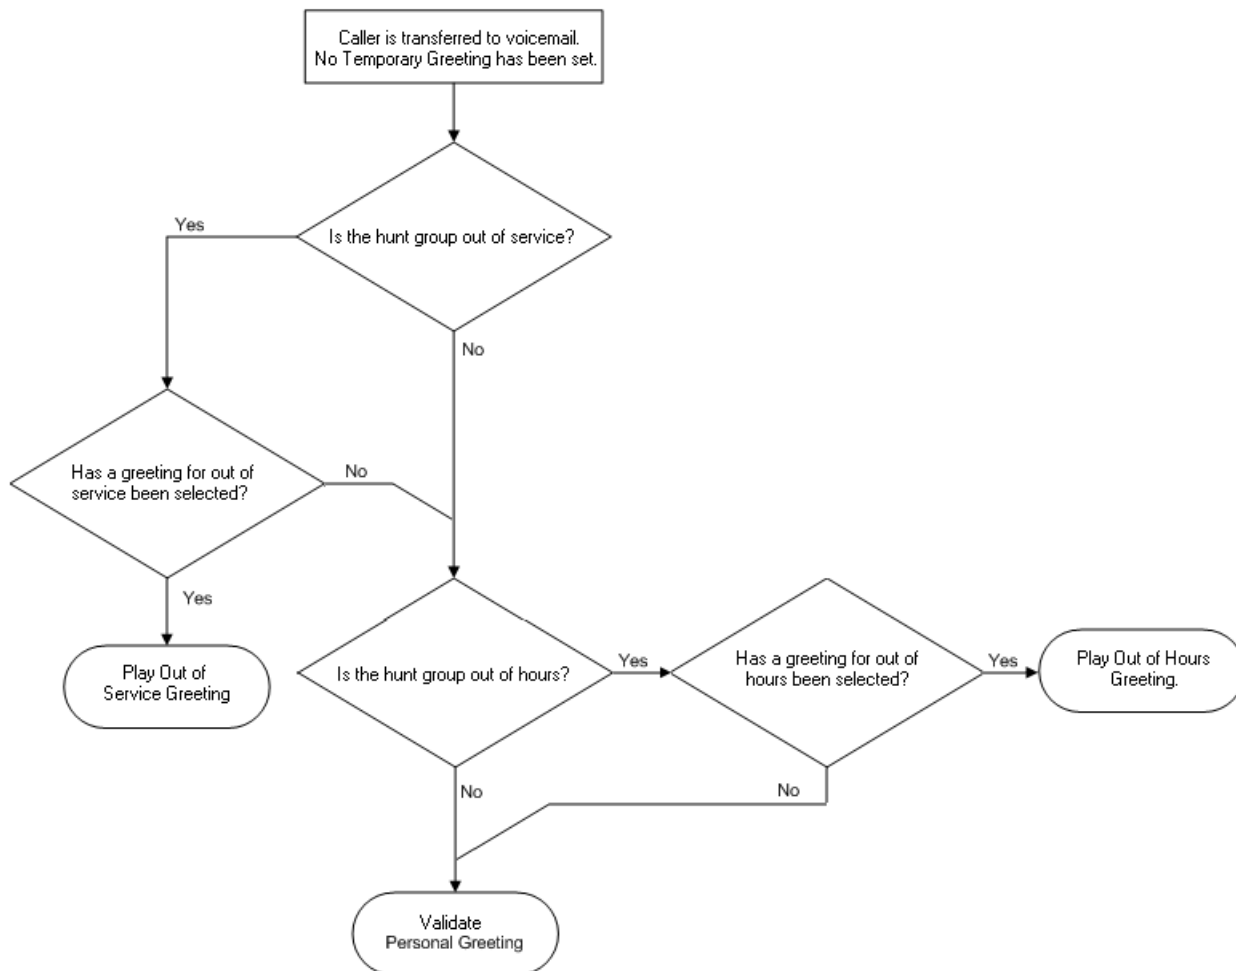 Caller is transferred to voicemail.
No Temporary Greeting has been set.
Yes
Is the hunt group out of service?
No
Has a greeting for out of
service been selected?
No
Yes
Play Out of
Service Greeting
Is the hunt group out of hours?
Yes
Has a greeting for out of
hours been selected?
Yes
Play Out of Hours
Greeting.
No
No
Validate
Personal Greeting